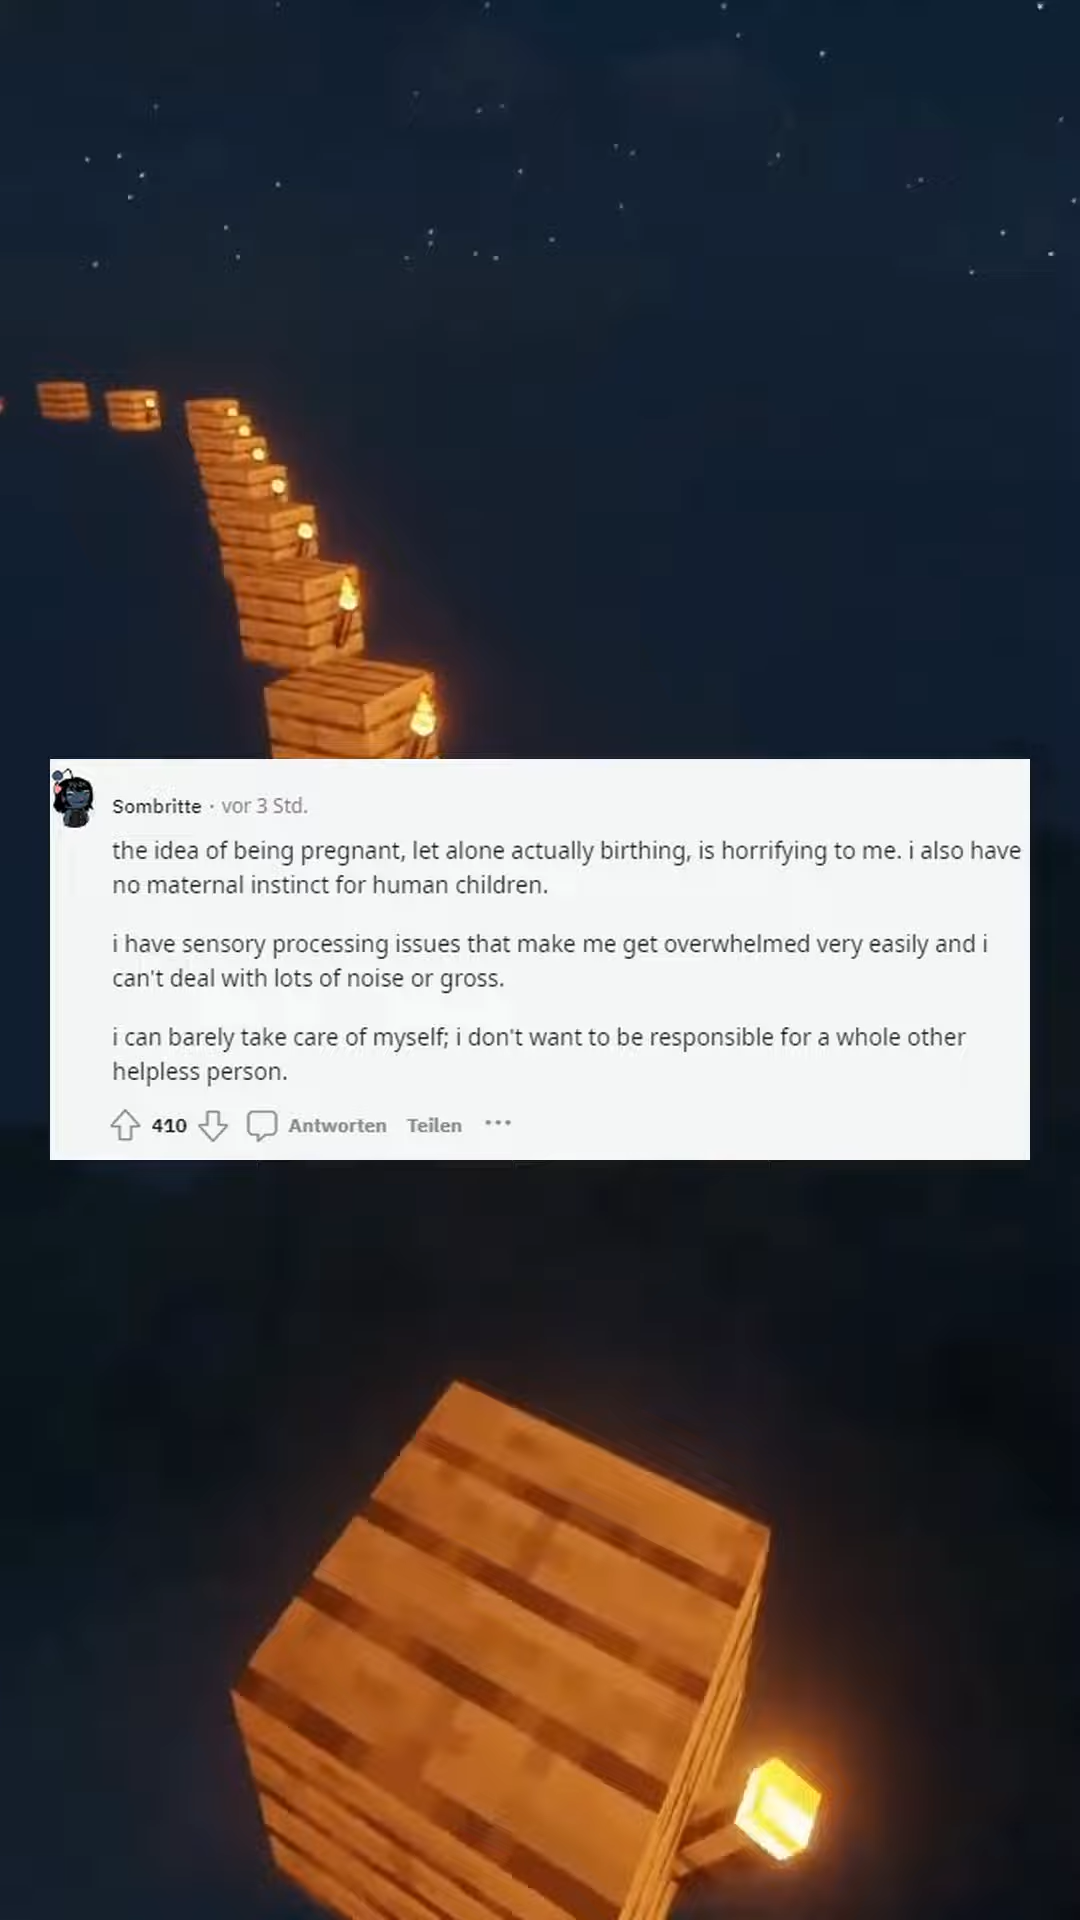 Sombritte · vor 3 Std.
the idea of being pregnant, let alone actually birthing, is horrifying to me. i also have
no maternal instinct for human children.
i have sensory processing issues that make me get overwhelmed very easily and i
can't deal with lots of noise or gross.
i can barely take care of myself; i don't want to be responsible for a whole other
helpless person.
410 Antworten Teilen ···